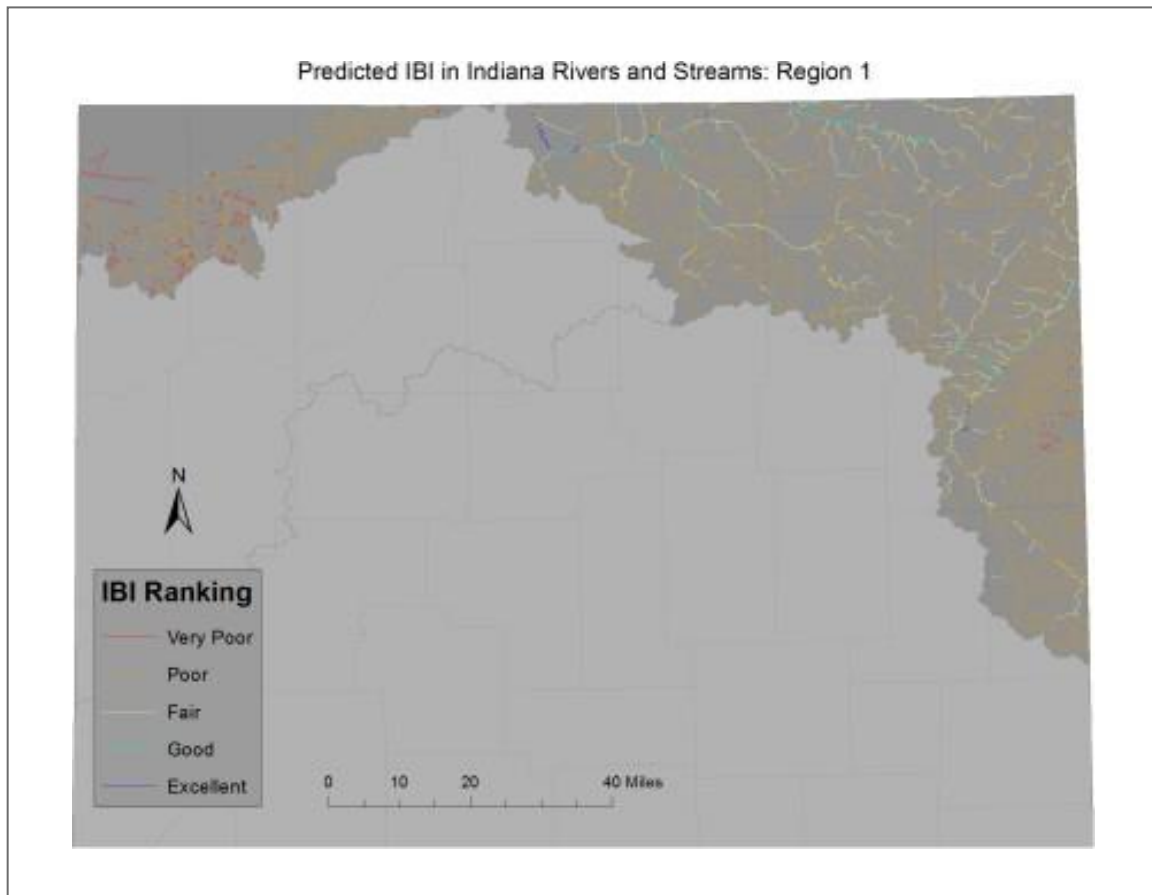 Predicted IBI in Indiana Rivers and Streams: Region 1
N
IBI Ranking
Very Poor
Poor
Fair
Good
Excellent
0 10 20 40 Miles